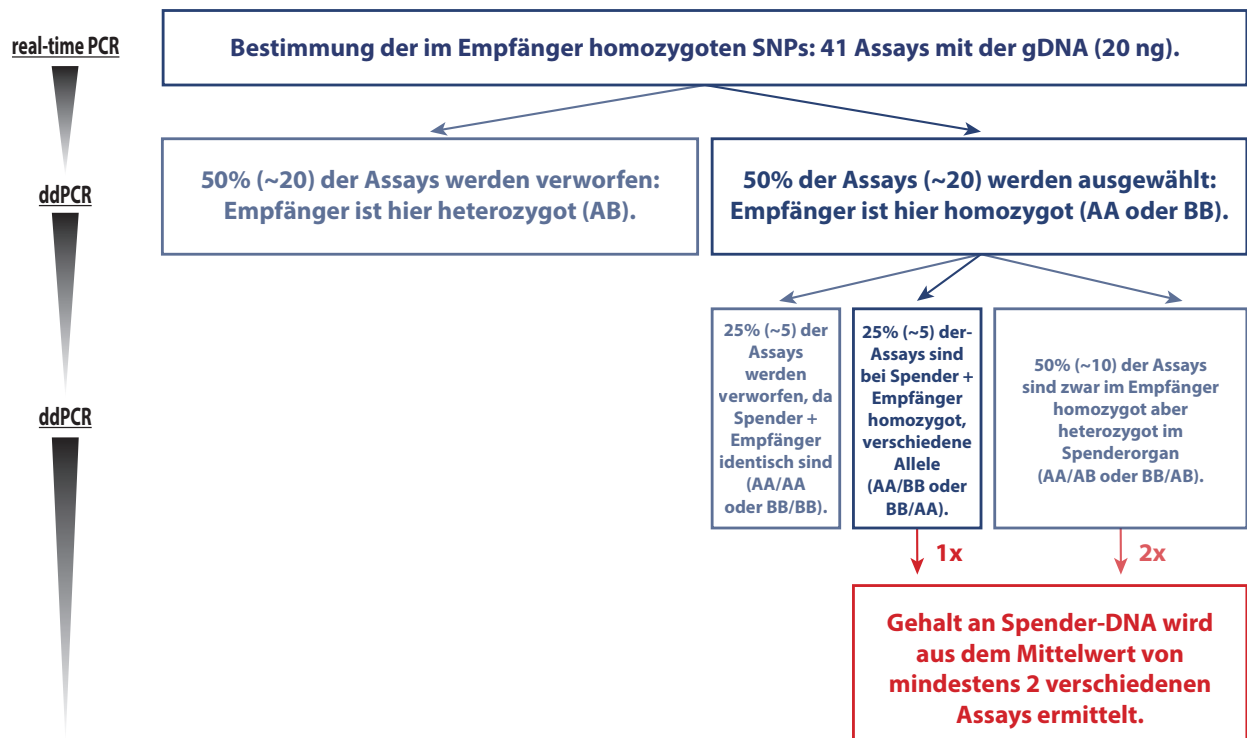 real-time PCR
Bestimmung der im Empfänger homozygoten SNPs: 41 Assays mit der gDNA (20 ng).
50% (~20) der Assays werden verworfen:
Empfänger ist hier heterozygot (AB).
50% der Assays (~20) werden ausgewählt:
Empfänger ist hier homozygot (AA oder BB).
ddPCR
25% (~5) der
Assays
werden
verworfen, da
Spender +
Empfänger
identisch sind
(AA/AA
oder BB/BB).
25% (~5) der-
Assays sind
bei Spender +
Empfänger
homozygot,
verschiedene
Allele
(AA/BB oder
BB/AA).
50% (~10) der Assays
sind zwar im Empfänger
homozygot aber
heterozygot im
Spenderorgan
(AA/AB oder BB/AB).
ddPCR
1x
2x
Gehalt an Spender-DNA wird
aus dem Mittelwert von
mindestens 2 verschiedenen
Assays ermittelt.